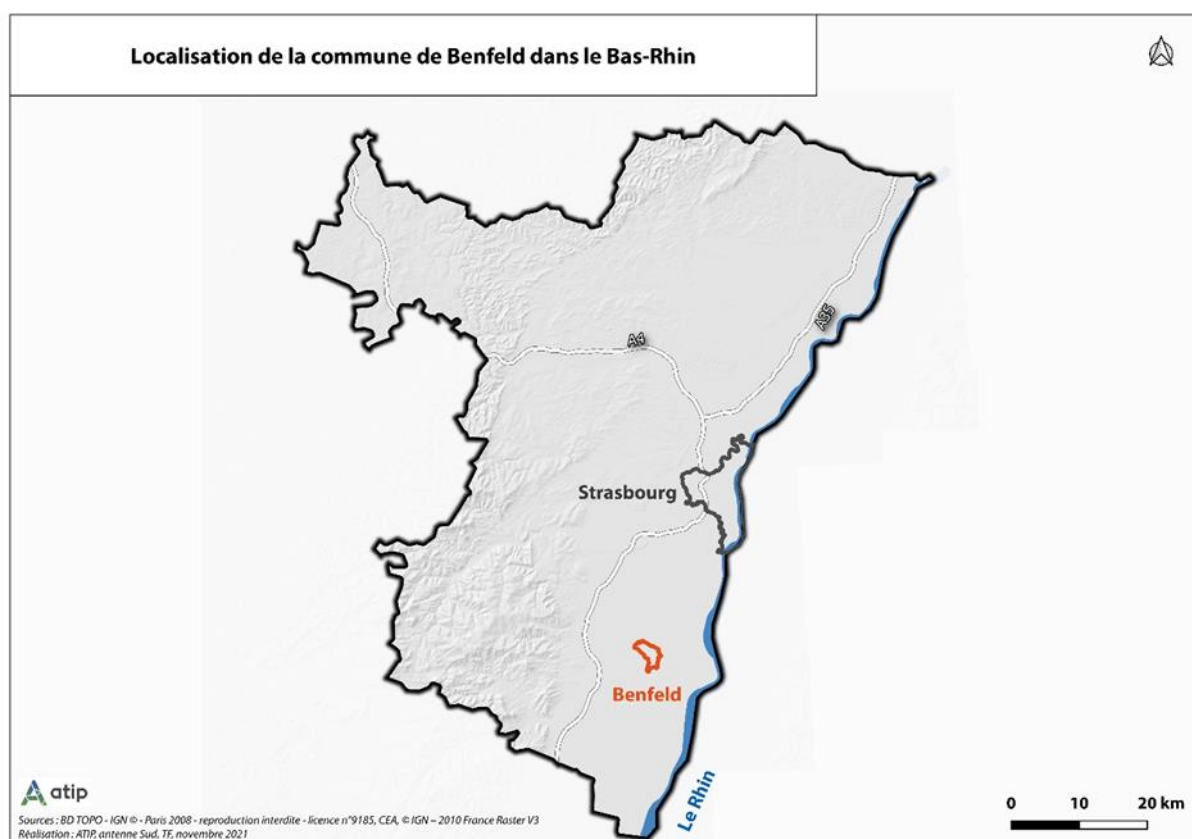 Localisation de la commune de Benfeld dans le Bas-Rhin
A4
A35
Strasbourg
Benfeld
Le Rhin
atip
0 10 20 km
Sources : BD TOPO - IGN © - Paris 2008 - reproduction interdite - licence n°9185, CEA, © IGN – 2010 France Raster V3
Réalisation : ATIP, antenne Sud, TF, novembre 2021